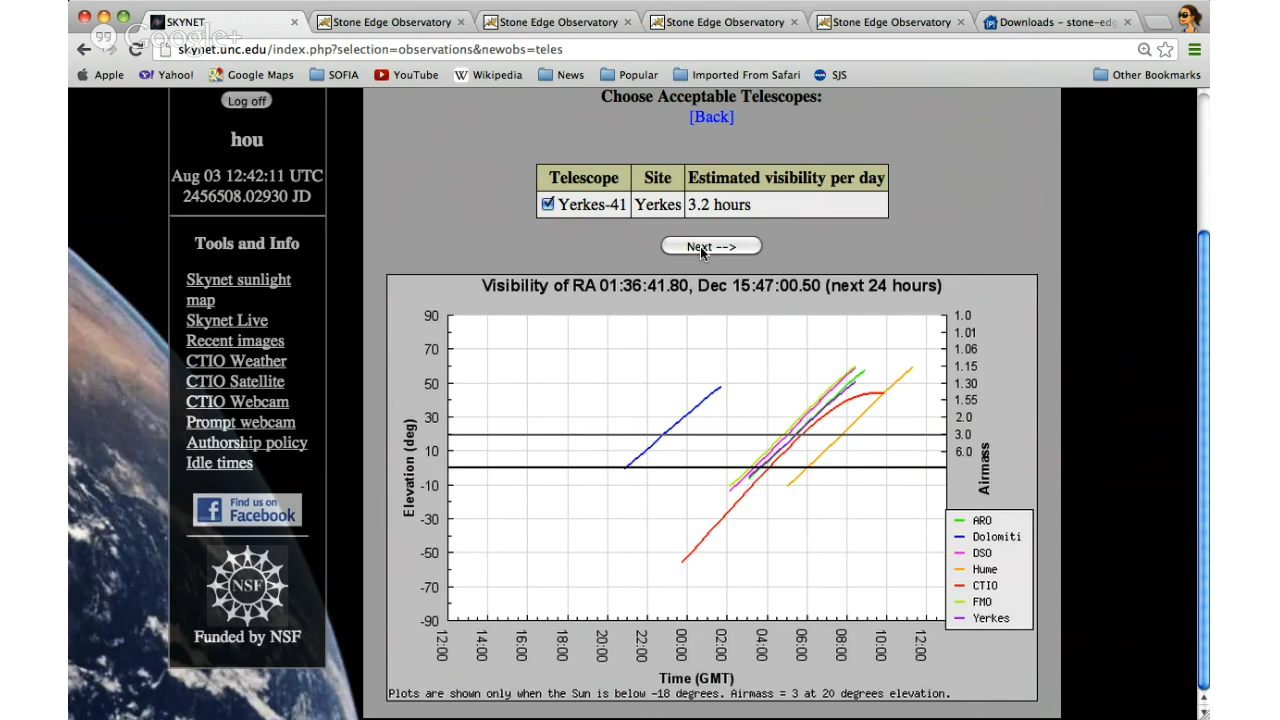 SKYNET
Stone Edge Observatory
Stone Edge Observatory
Stone Edge Observatory
Stone Edge Observatory
Downloads - stone-edg
Google+
skynet.unc.edu/index.php?selection=observations&newobs=teles
Apple Yahoo! Google Maps SOFIA YouTube Wikipedia News Popular Imported From Safari SJS Other Bookmarks
Log off
hou
Aug 03 12:42:11 UTC
2456508.02930 JD
Tools and Info
Skynet sunlight
map
Skynet Live
Recent images
CTIO Weather
CTIO Satellite
CTIO Webcam
Prompt webcam
Authorship policy
Idle times
Find us on
Facebook
NSF
Funded by NSF
Choose Acceptable Telescopes:
[Back]
Telescope Site Estimated visibility per day
Yerkes-41 Yerkes 3.2 hours
Next -->
Visibility of RA 01:36:41.80, Dec 15:47:00.50 (next 24 hours)
90 1.0
1.01
70 1.06
1.15
50 1.30
1.55
30 2.0
3.0
10 6.0
-10
-30
-50
-70
-90
Elevation (deg)
Airmass
ARO
Dolomiti
DSO
Hume
CTIO
FMO
Yerkes
12:00 14:00 16:00 18:00 20:00 22:00 00:00 02:00 04:00 06:00 08:00 10:00 12:00
Time (GMT)
Plots are shown only when the Sun is below -18 degrees. Airmass = 3 at 20 degrees elevation.